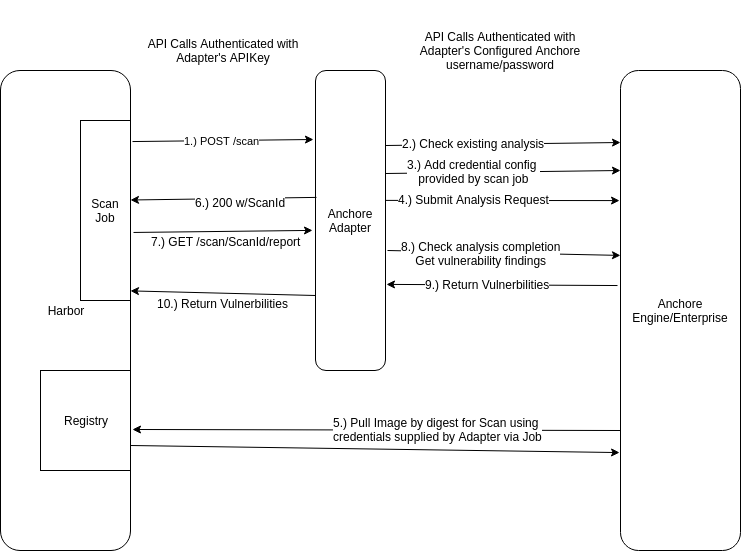 API Calls Authenticated with
Adapter's APIKey
API Calls Authenticated with
Adapter's Configured Anchore
username/password
1.) POST /scan
2.) Check existing analysis
3.) Add credential config
provided by scan job
4.) Submit Analysis Request
6.) 200 w/ScanId
Scan
Job
Anchore
Adapter
7.) GET /scan/ScanId/report
8.) Check analysis completion
Get vulnerability findings
9.) Return Vulnerbilities
10.) Return Vulnerbilities
Harbor
Anchore
Engine/Enterprise
Registry
5.) Pull Image by digest for Scan using
credentials supplied by Adapter via Job